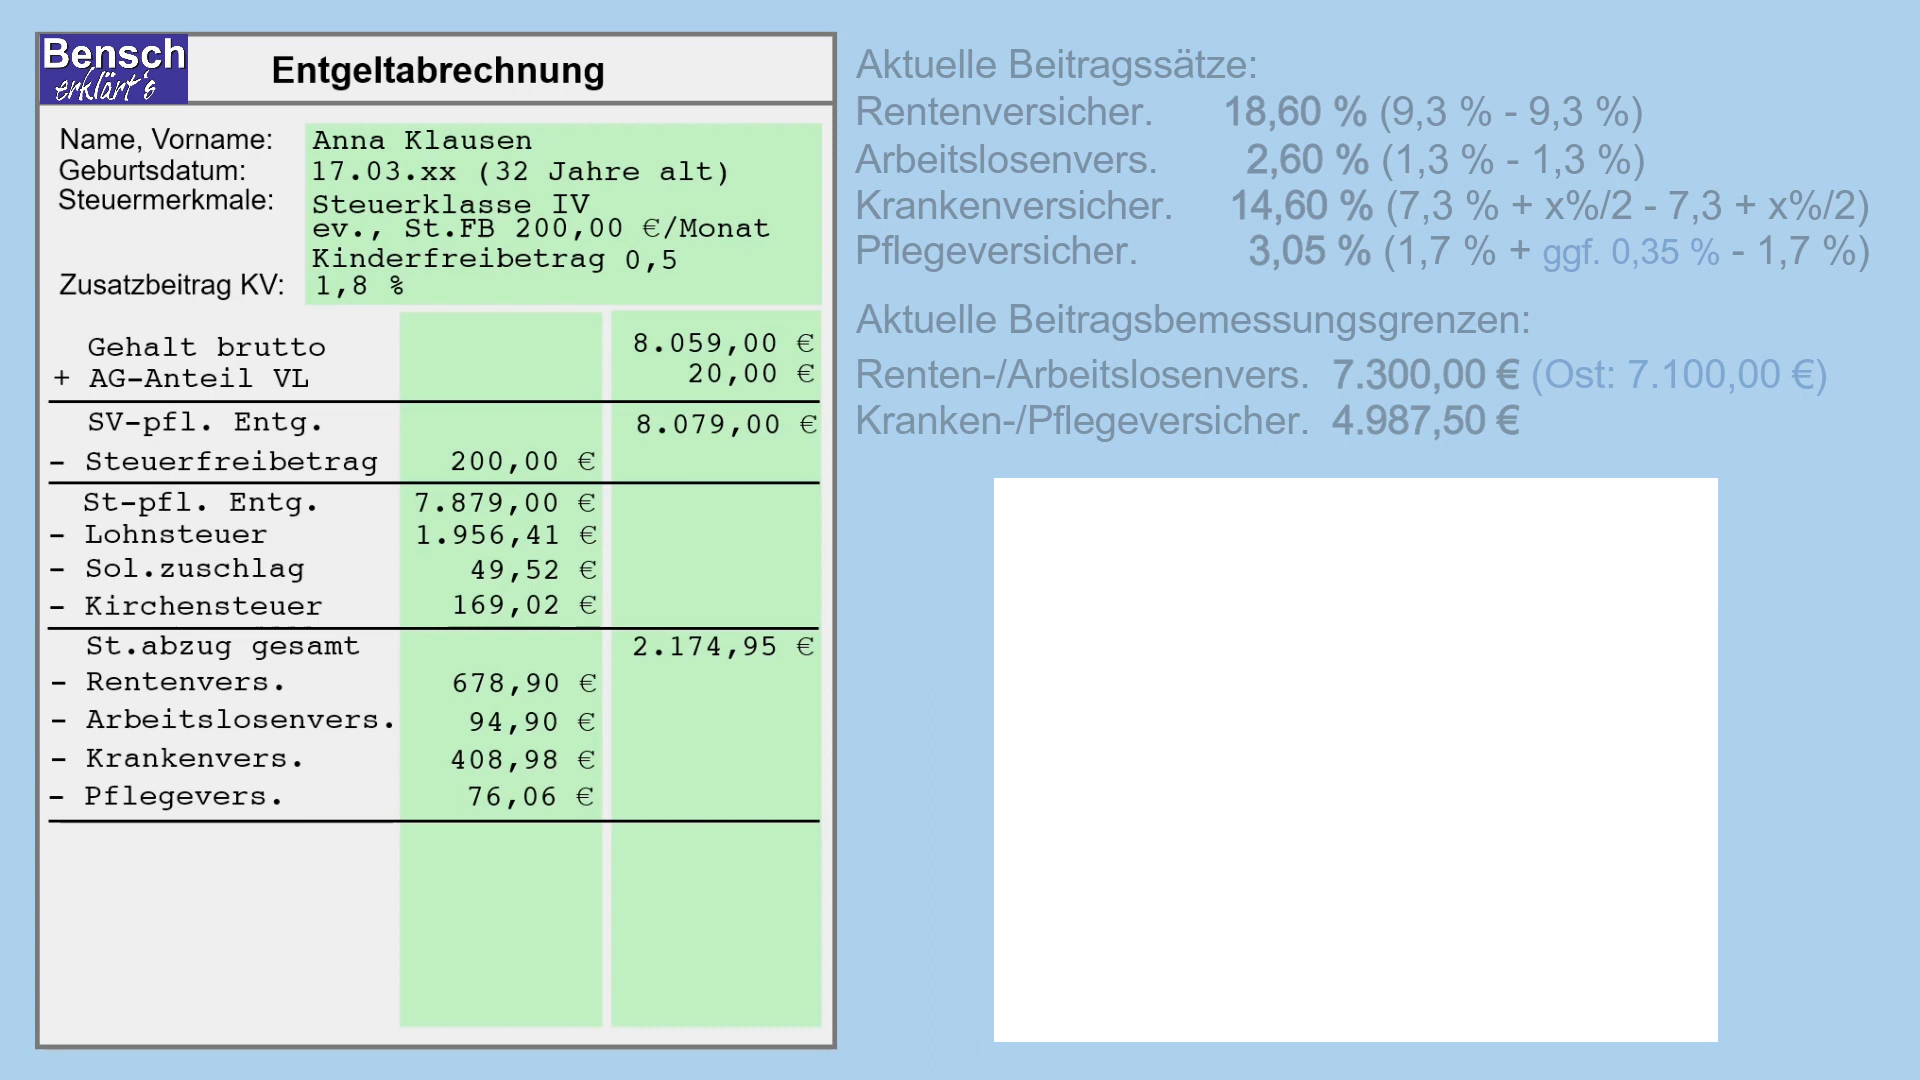 Bensch
erklärt's
Entgeltabrechnung
Name, Vorname: Anna Klausen
Geburtsdatum: 17.03.xx (32 Jahre alt)
Steuermerkmale: Steuerklasse IV
ev., St.FB 200,00 €/Monat
Kinderfreibetrag 0,5
Zusatzbeitrag KV: 1,8 %
Gehalt brutto 8.059,00 €
+ AG-Anteil VL 20,00 €
SV-pfl. Entg. 8.079,00 €
- Steuerfreibetrag 200,00 €
St-pfl. Entg. 7.879,00 €
- Lohnsteuer 1.956,41 €
- Sol.zuschlag 49,52 €
- Kirchensteuer 169,02 €
St.abzug gesamt 2.174,95 €
- Rentenvers. 678,90 €
- Arbeitslosenvers. 94,90 €
- Krankenvers. 408,98 €
- Pflegevers. 76,06 €
Aktuelle Beitragssätze:
Rentenversicher. 18,60 % (9,3 % - 9,3 %)
Arbeitslosenvers. 2,60 % (1,3 % - 1,3 %)
Krankenversicher. 14,60 % (7,3 % + x%/2 - 7,3 + x%/2)
Pflegeversicher. 3,05 % (1,7 % + ggf. 0,35 % - 1,7 %)
Aktuelle Beitragsbemessungsgrenzen:
Renten-/Arbeitslosenvers. 7.300,00 € (Ost: 7.100,00 €)
Kranken-/Pflegeversicher. 4.987,50 €